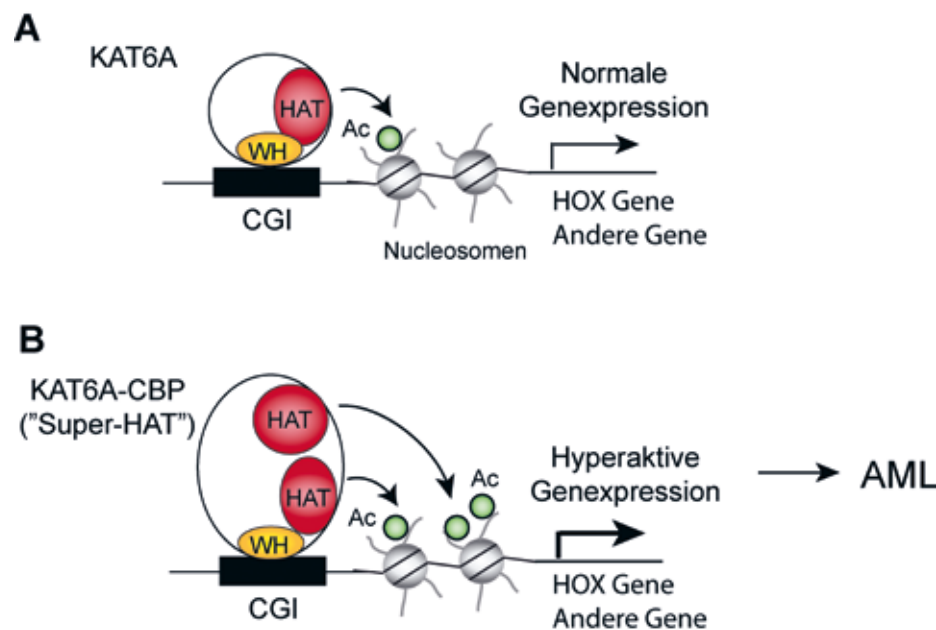 A
KAT6A
HAT
WH
Ac
CGI
Nucleosomen
Normale
Genexpression
HOX Gene
Andere Gene
B
KAT6A-CBP
("Super-HAT")
HAT
HAT
WH
Ac
Ac
CGI
Hyperaktive
Genexpression
HOX Gene
Andere Gene
AML